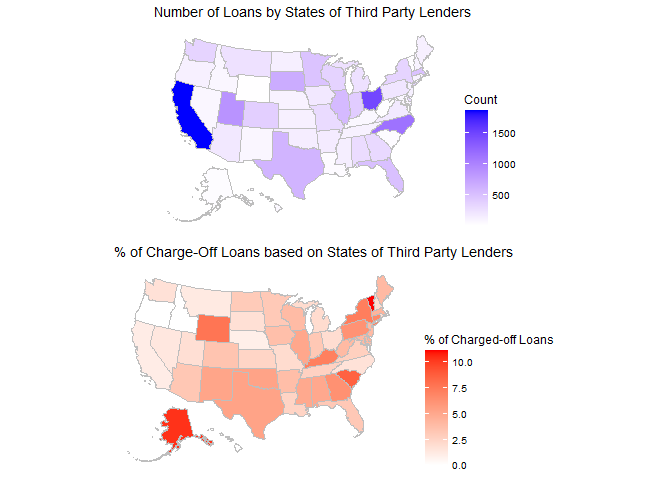 Number of Loans by States of Third Party Lenders
Count
1500
1000
500
% of Charge-Off Loans based on States of Third Party Lenders
% of Charged-off Loans
10.0
7.5
5.0
2.5
0.0